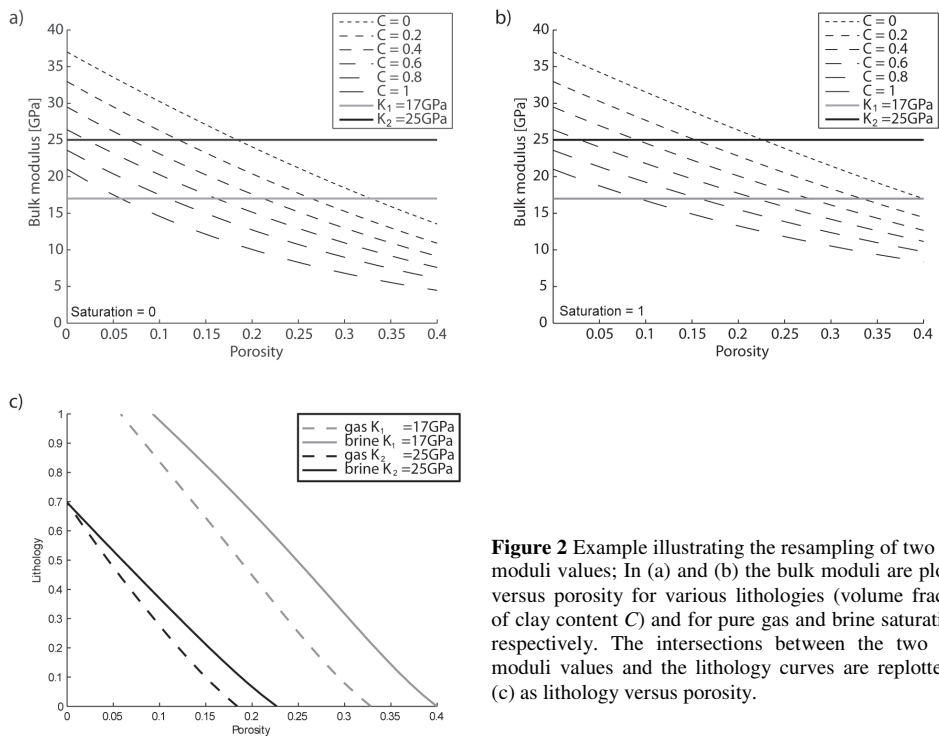 a)
40
35
30
25
20
15
10
5
0
Bulk modulus [GPa]
C = 0
C = 0.2
C = 0.4
C = 0.6
C = 0.8
C = 1
K1 =17GPa
K2 =25GPa
Saturation = 0
0 0.05 0.1 0.15 0.2 0.25 0.3 0.35 0.4
Porosity
b)
40
35
30
25
20
15
10
5
0
Bulk modulus [GPa]
C = 0
C = 0.2
C = 0.4
C = 0.6
C = 0.8
C = 1
K1 =17GPa
K2 =25GPa
Saturation = 1
0.05 0.1 0.15 0.2 0.25 0.3 0.35 0.4
Porosity
c)
1
0.9
0.8
0.7
0.6
0.5
0.4
0.3
0.2
0.1
0
Lithology
gas K1 =17GPa
brine K1 =17GPa
gas K2 =25GPa
brine K2 =25GPa
0 0.05 0.1 0.15 0.2 0.25 0.3 0.35 0.4
Porosity
Figure 2 Example illustrating the resampling of two
moduli values; In (a) and (b) the bulk moduli are plo
versus porosity for various lithologies (volume frac
of clay content C) and for pure gas and brine saturati
respectively. The intersections between the two
moduli values and the lithology curves are replotte
(c) as lithology versus porosity.